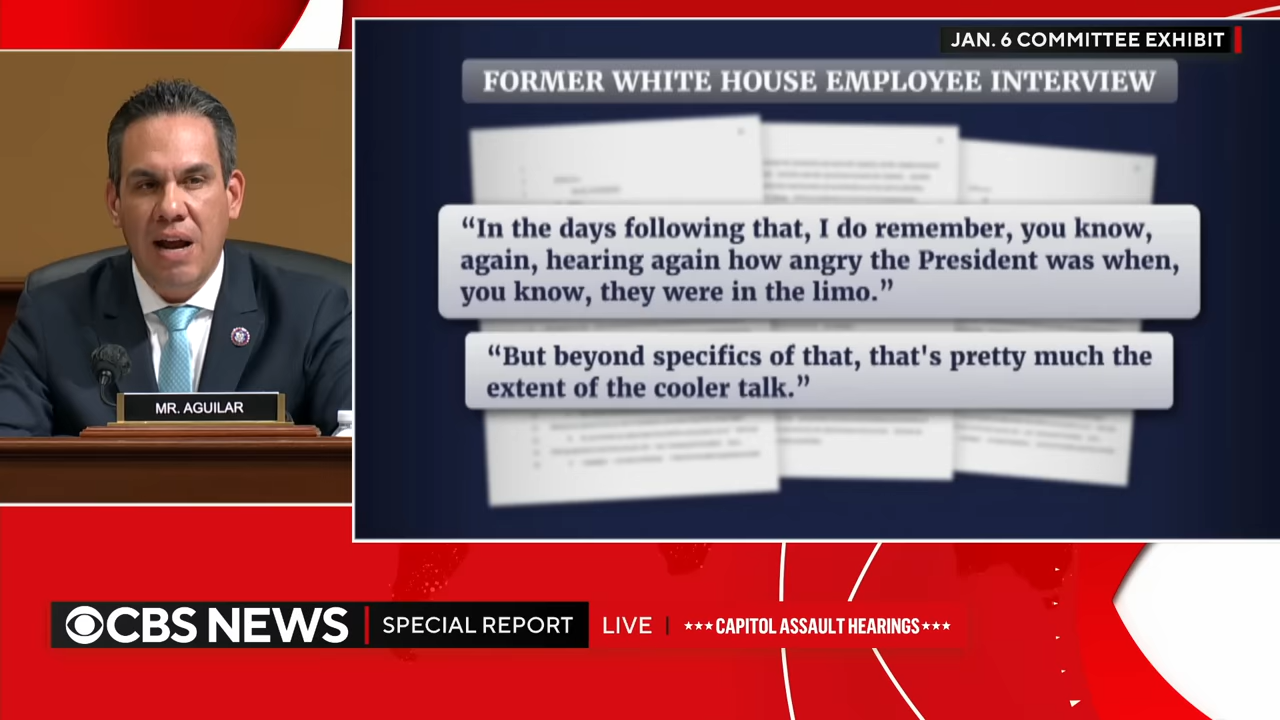 JAN. 6 COMMITTEE EXHIBIT
FORMER WHITE HOUSE EMPLOYEE INTERVIEW
“In the days following that, I do remember, you know,
again, hearing again how angry the President was when,
you know, they were in the limo.”
“But beyond specifics of that, that's pretty much the
extent of the cooler talk.”
MR. AGUILAR
CBS NEWS SPECIAL REPORT LIVE ★★★CAPITOL ASSAULT HEARINGS★★★